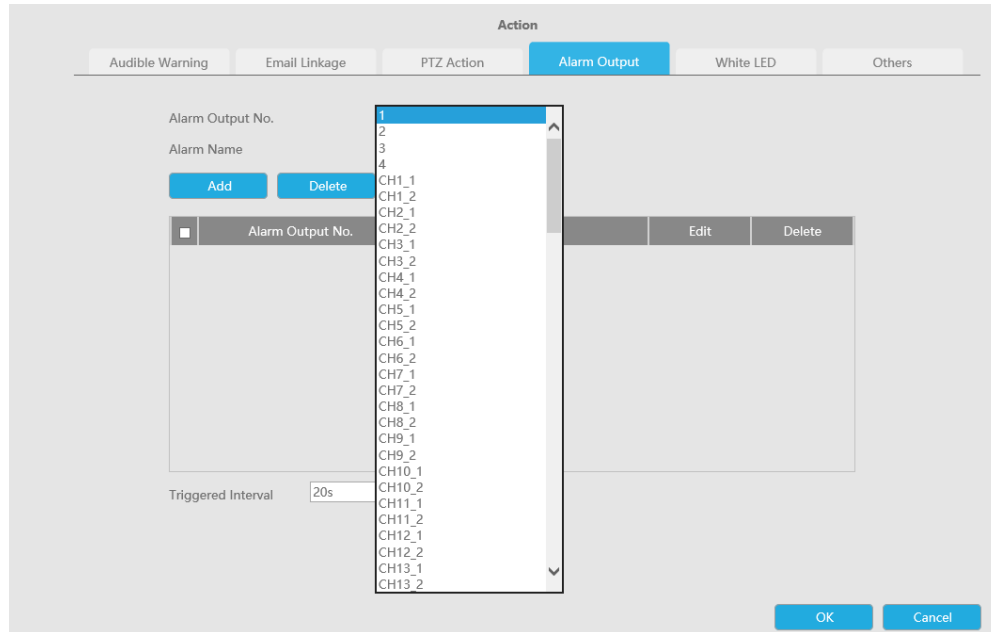 Action
Audible Warning Email Linkage PTZ Action Alarm Output White LED Others
Alarm Output No.
Alarm Name
Add Delete
Alarm Output No. Edit Delete
Triggered Interval 20s
1
2
3
4
CH1_1
CH1_2
CH2_1
CH2_2
CH3_1
CH3_2
CH4_1
CH4_2
CH5_1
CH5_2
CH6_1
CH6_2
CH7_1
CH7_2
CH8_1
CH8_2
CH9_1
CH9_2
CH10_1
CH10_2
CH11_1
CH11_2
CH12_1
CH12_2
CH13_1
CH13_2
OK Cancel